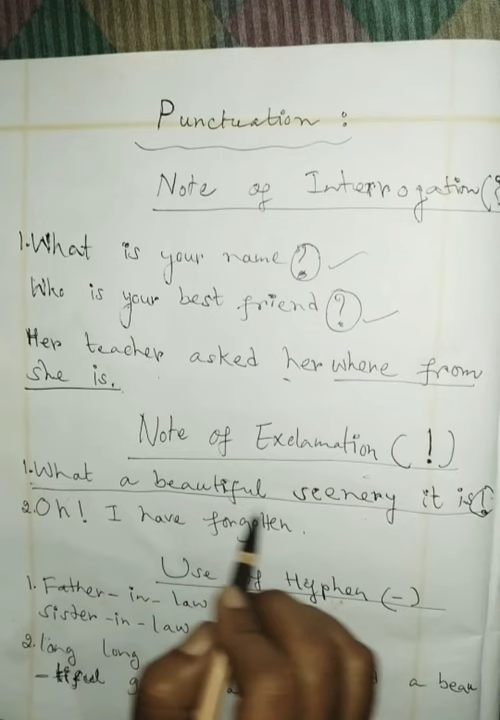 Punctuation :
Note of Interrogation (?
1. What is your name ?
Who is your best friend ?
Her teacher asked her where from
she is.
Note of Exclamation ( ! )
1. What a beautiful scenery it is !
2. Oh! I have forgotten.
Use of Hyphen (-)
1. Father-in-law
sister-in-law
2. long long
a beau